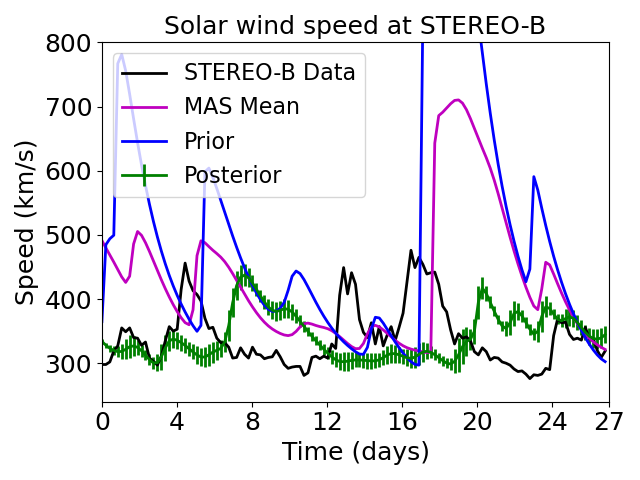 Solar wind speed at STEREO-B
Speed (km/s)
800
700
600
500
400
300
STEREO-B Data
MAS Mean
Prior
Posterior
0 4 8 12 16 20 24 27
Time (days)